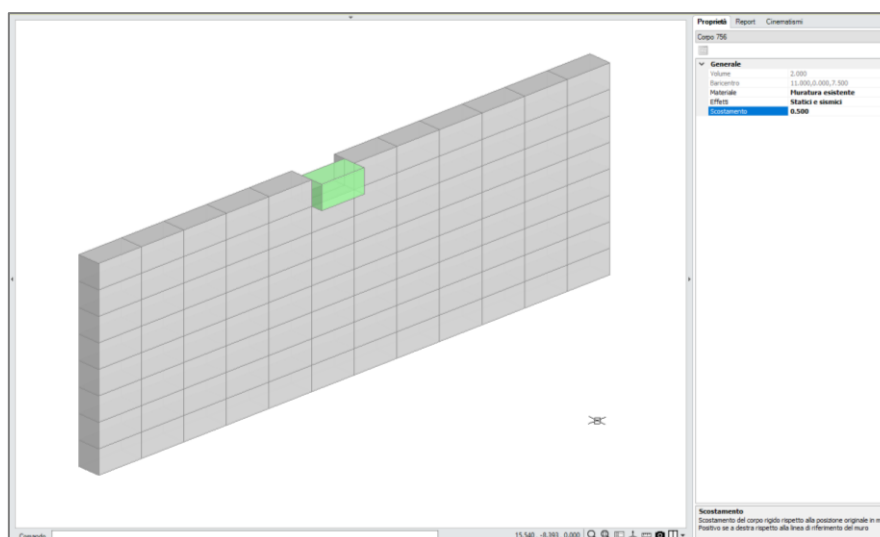 Proprietà Report Cinematismi
Corpo 756
Generale
Volume 2.000
Baricentro 11.000,0.000,7.500
Materiale Muratura esistente
Effetti Statici e sismici
Scostamento 0.500
Scostamento
Scostamento del corpo rigido rispetto alla posizione originale in m
Positivo se a destra rispetto alla linea di riferimento del muro
Comando 15.540 -8.393 0.000